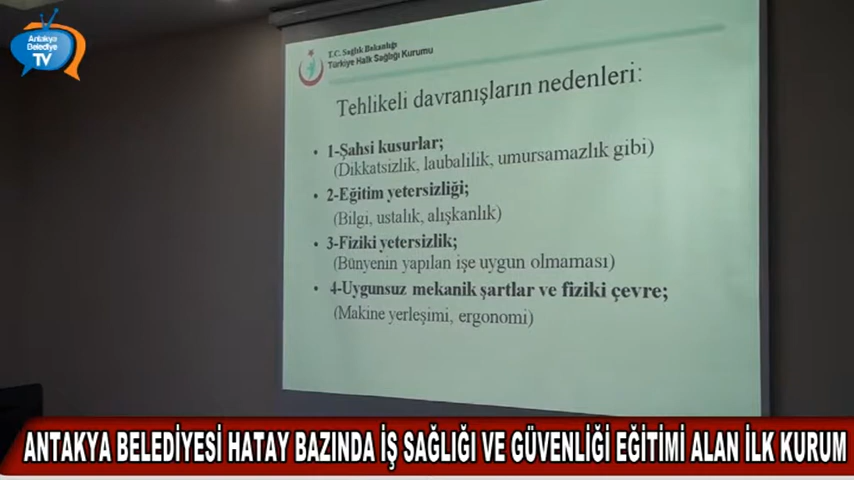 Antakya
Belediye
TV
T.C. Sağlık Bakanlığı
Türkiye Halk Sağlığı Kurumu
Tehlikeli davranışların nedenleri:
• 1-Şahsi kusurlar;
(Dikkatsizlik, laubalilik, umursamazlık gibi)
• 2-Eğitim yetersizliği;
(Bilgi, ustalık, alışkanlık)
• 3-Fiziki yetersizlik;
(Bünyenin yapılan işe uygun olmaması)
• 4-Uygunsuz mekanik şartlar ve fiziki çevre;
(Makine yerleşimi, ergonomi)
ANTAKYA BELEDİYESİ HATAY BAZINDA İŞ SAĞLIĞI VE GÜVENLİĞİ EĞİTİMİ ALAN İLK KURUM